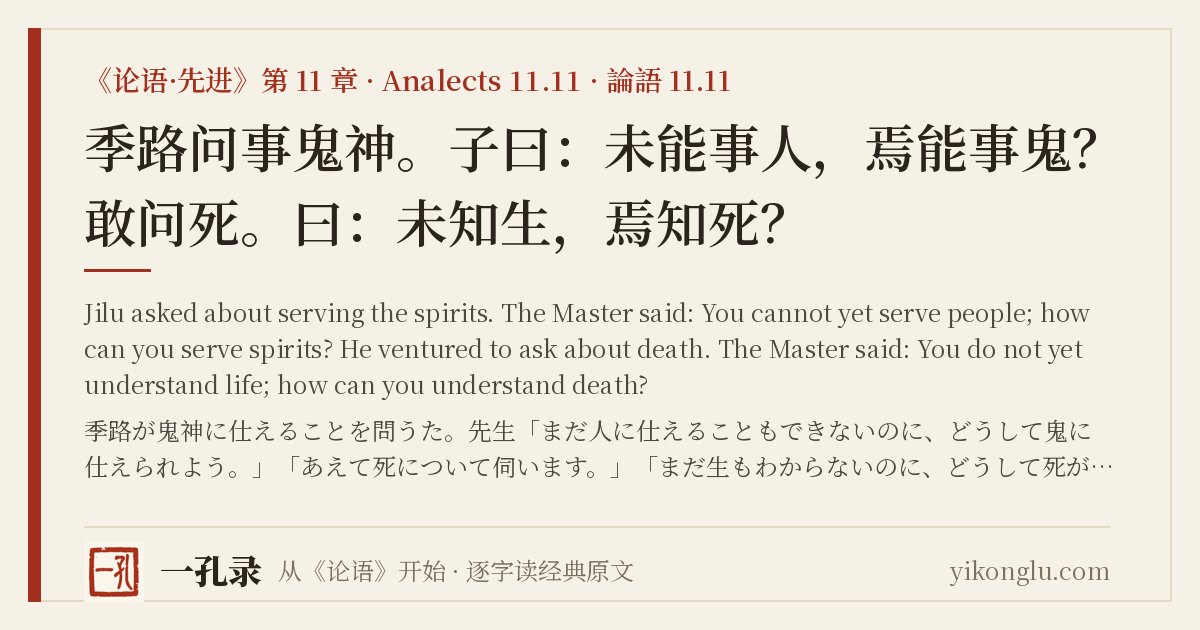 《论语·先进》第 11 章 · Analects 11.11 · 論語 11.11
季路问事鬼神。子曰：未能事人，焉能事鬼？
敢问死。曰：未知生，焉知死？
Jilu asked about serving the spirits. The Master said: You cannot yet serve people; how
can you serve spirits? He ventured to ask about death. The Master said: You do not yet
understand life; how can you understand death?
季路が鬼神に仕えることを問うた。先生「まだ人に仕えることもできないのに、どうして鬼に
仕えられよう。」「あえて死について伺います。」「まだ生もわからないのに、どうして死が…
一孔
一孔录 从《论语》开始 · 逐字读经典原文 yikonglu.com